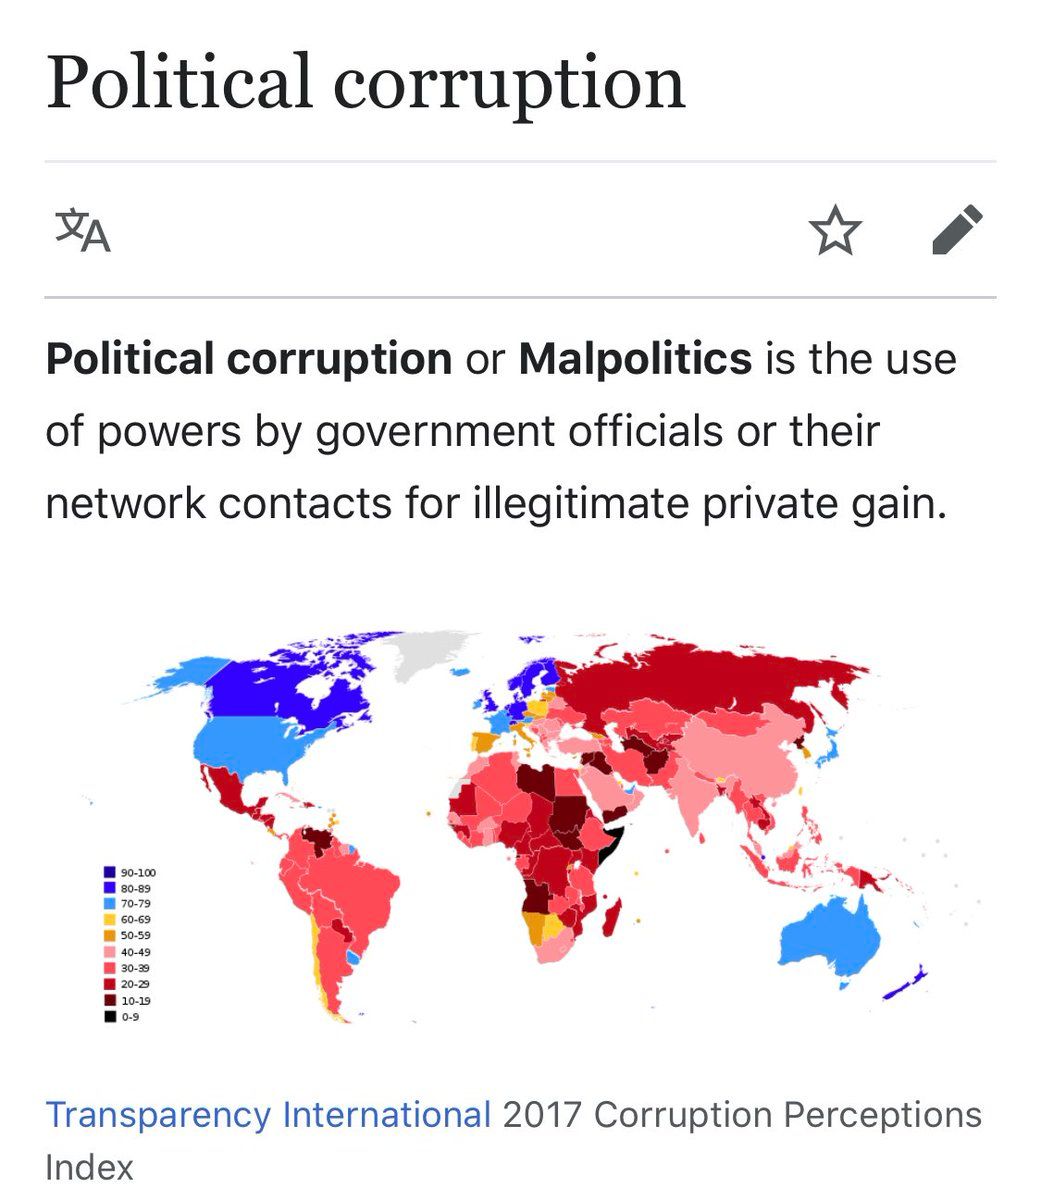 Political corruption
文A
Political corruption or Malpolitics is the use
of powers by government officials or their
network contacts for illegitimate private gain.
90-100
80-89
70-79
60-69
50-59
40-49
30-39
20-29
10-19
0-9
Transparency International 2017 Corruption Perceptions
Index